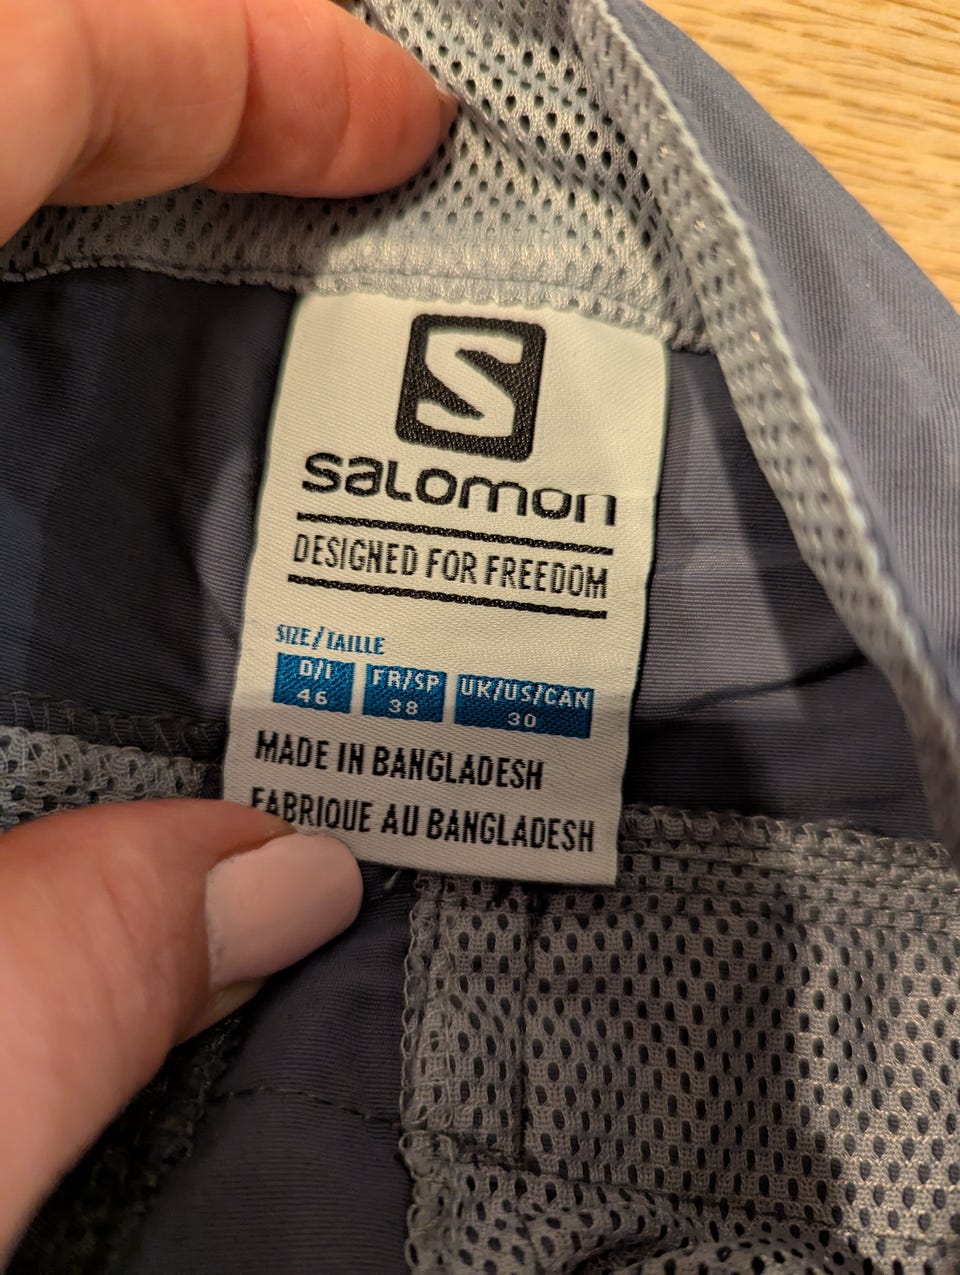 S
salomon
DESIGNED FOR FREEDOM
SIZE/TAILLE
D/I FR/SP UK/US/CAN
46 38 30
MADE IN BANGLADESH
FABRIQUE AU BANGLADESH